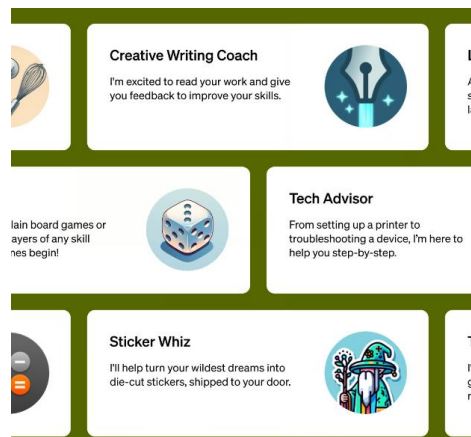 Creative Writing Coach
I'm excited to read your work and give
you feedback to improve your skills.
lain board games or
ayers of any skill
nes begin!
Tech Advisor
From setting up a printer to
troubleshooting a device, I'm here to
help you step-by-step.
Sticker Whiz
I'll help turn your wildest dreams into
die-cut stickers, shipped to your door.